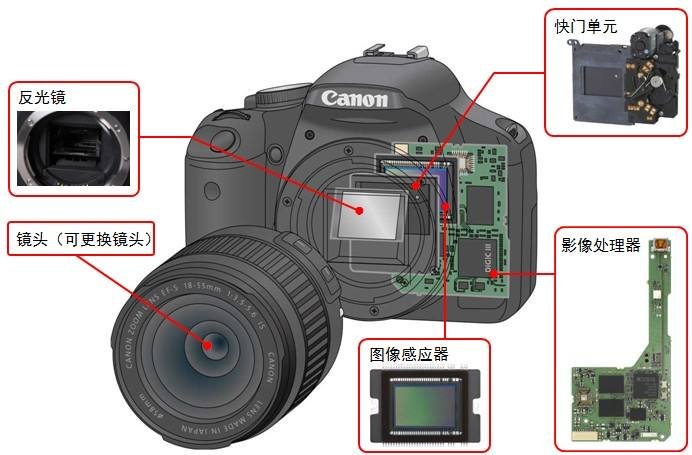 快门单元
反光镜
Canon
镜头（可更换镜头）
影像处理器
DIGIC III
CANON ZOOM LENS EF-S 18-55mm 1:3.5-5.6 IS
CANON
LENS MADE IN JAPAN
ø58mm
图像感应器